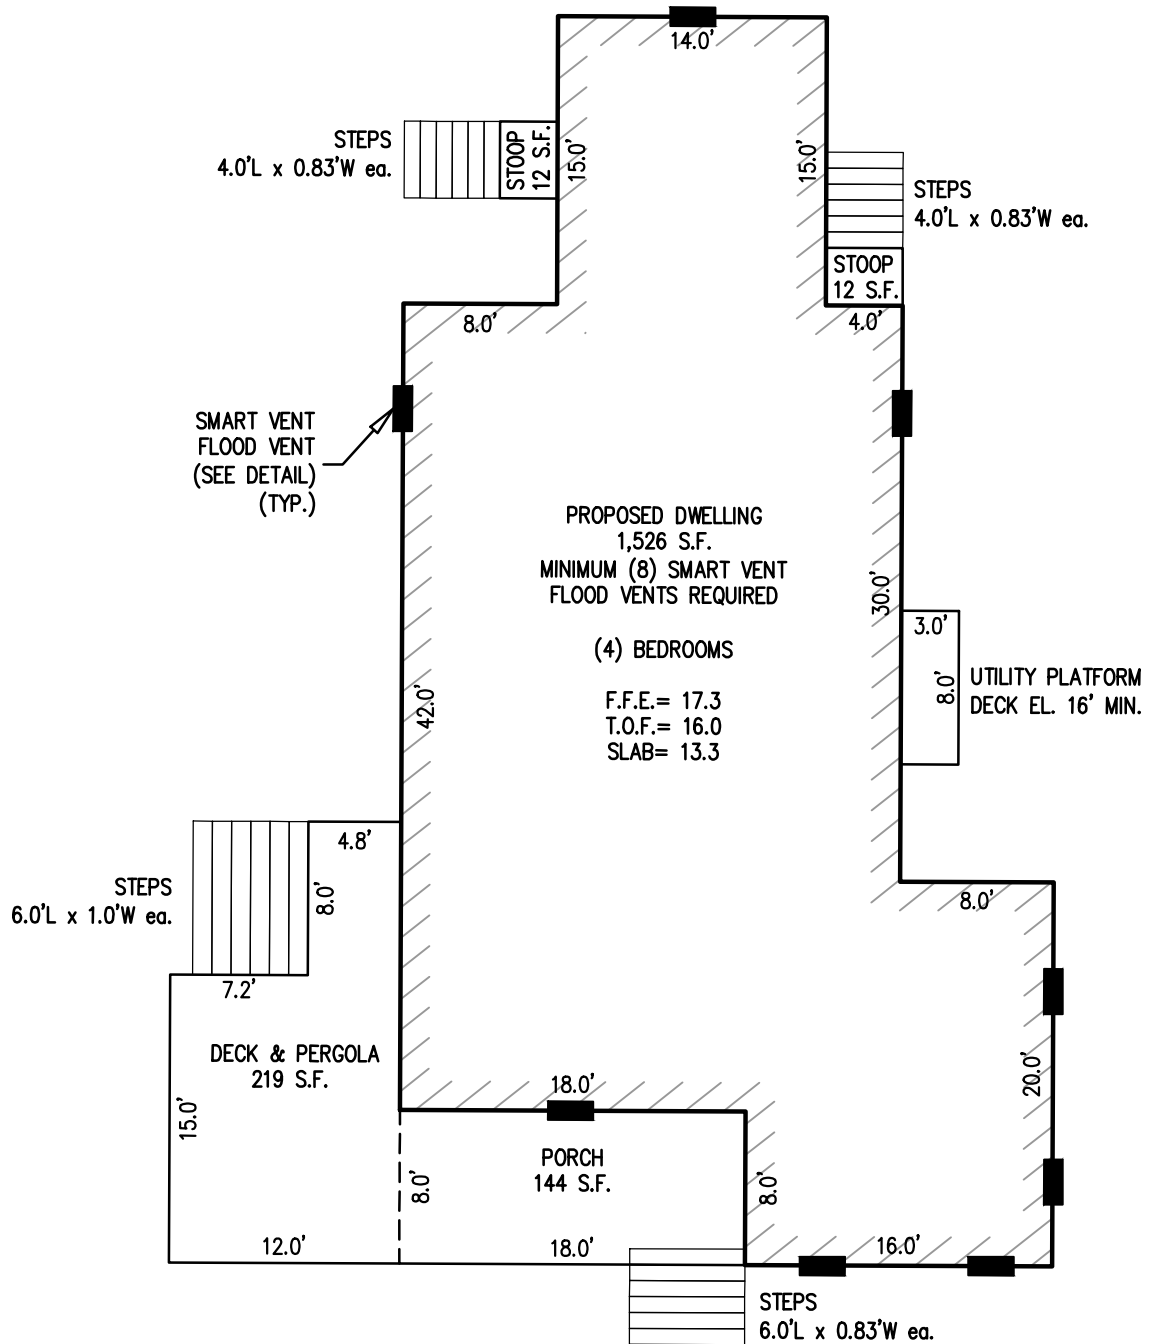 14.0'
STEPS
4.0'L x 0.83'W ea.
STOOP
12 S.F.
15.0'
15.0'
STEPS
4.0'L x 0.83'W ea.
STOOP
12 S.F.
8.0'
4.0'
SMART VENT
FLOOD VENT
(SEE DETAIL)
(TYP.)
PROPOSED DWELLING
1,526 S.F.
MINIMUM (8) SMART VENT
FLOOD VENTS REQUIRED
(4) BEDROOMS
F.F.E.= 17.3
T.O.F.= 16.0
SLAB= 13.3
30.0'
3.0'
8.0'
UTILITY PLATFORM
DECK EL. 16' MIN.
42.0'
4.8'
8.0'
STEPS
6.0'L x 1.0'W ea.
7.2'
8.0'
DECK & PERGOLA
219 S.F.
15.0'
18.0'
20.0'
PORCH
144 S.F.
8.0'
8.0'
12.0'
18.0'
16.0'
STEPS
6.0'L x 0.83'W ea.